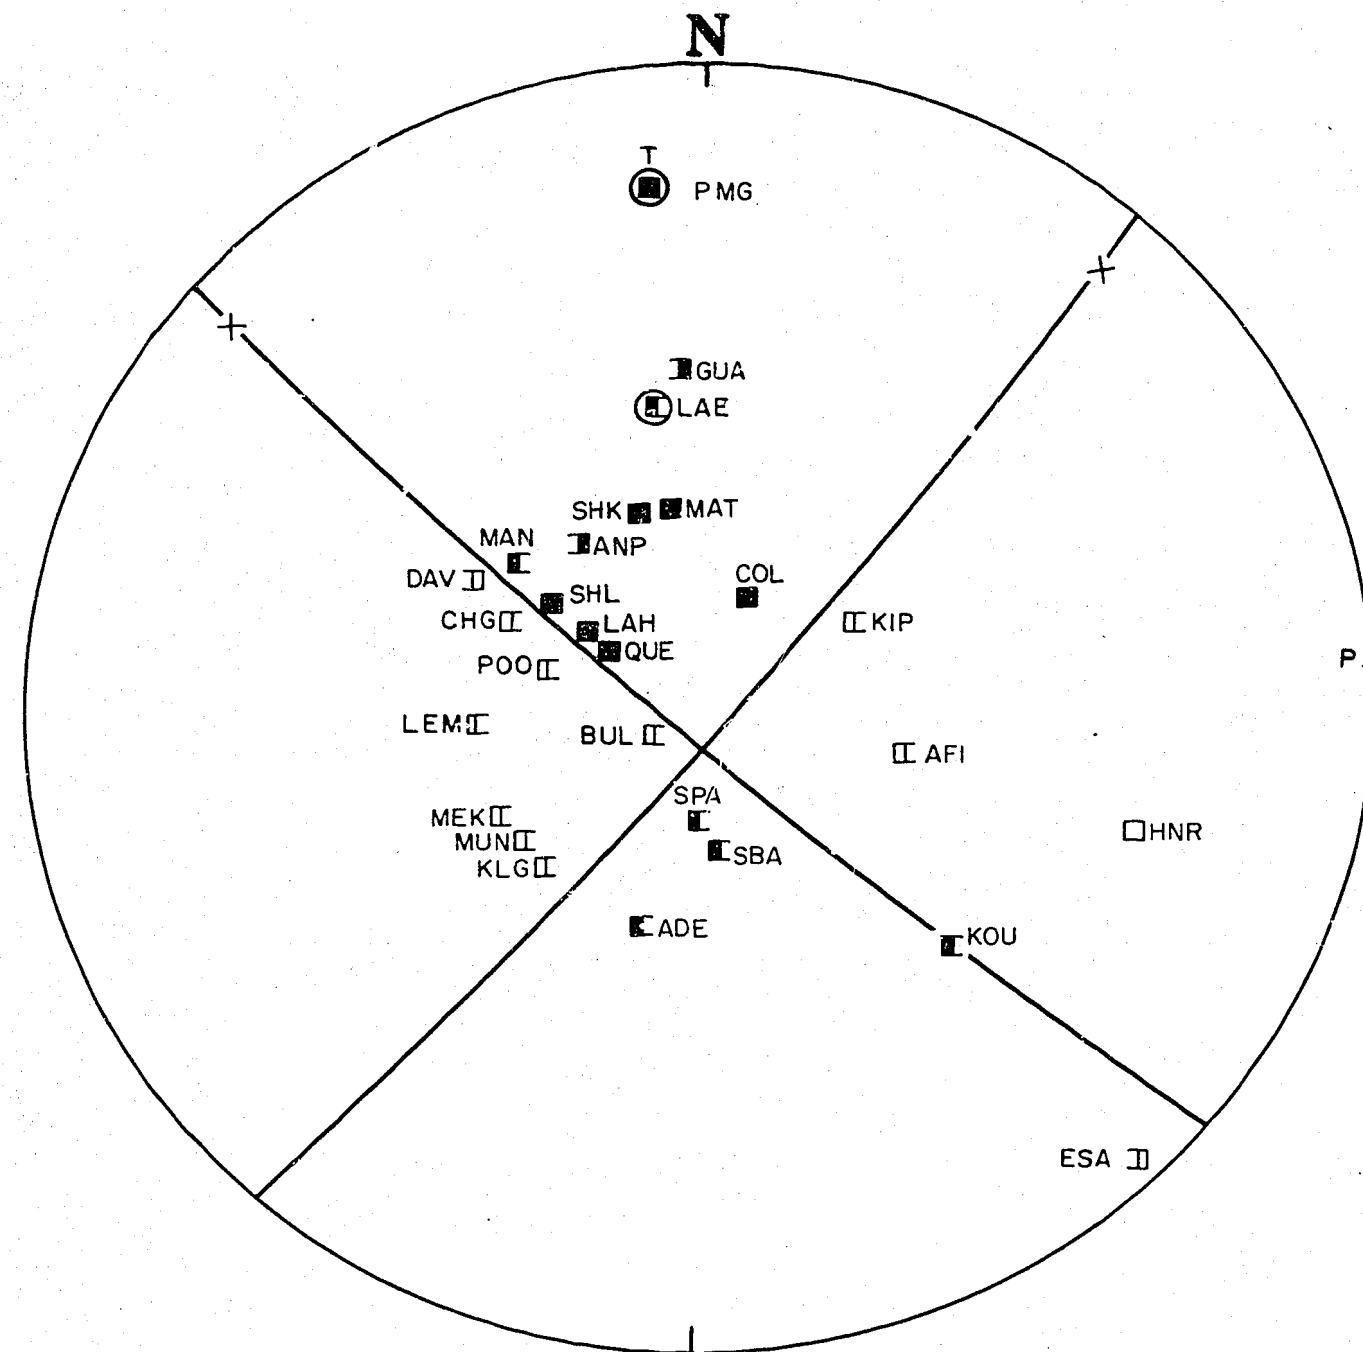 N
T
PMG
GUA
LAE
SHK
MAT
MAN
ANP
DAV
COL
SHL
CHG
LAH
KIP
QUE
POO
P
LEM
BUL
AFI
SPA
MEK
HNR
MUN
SBA
KLG
ADE
KOU
ESA